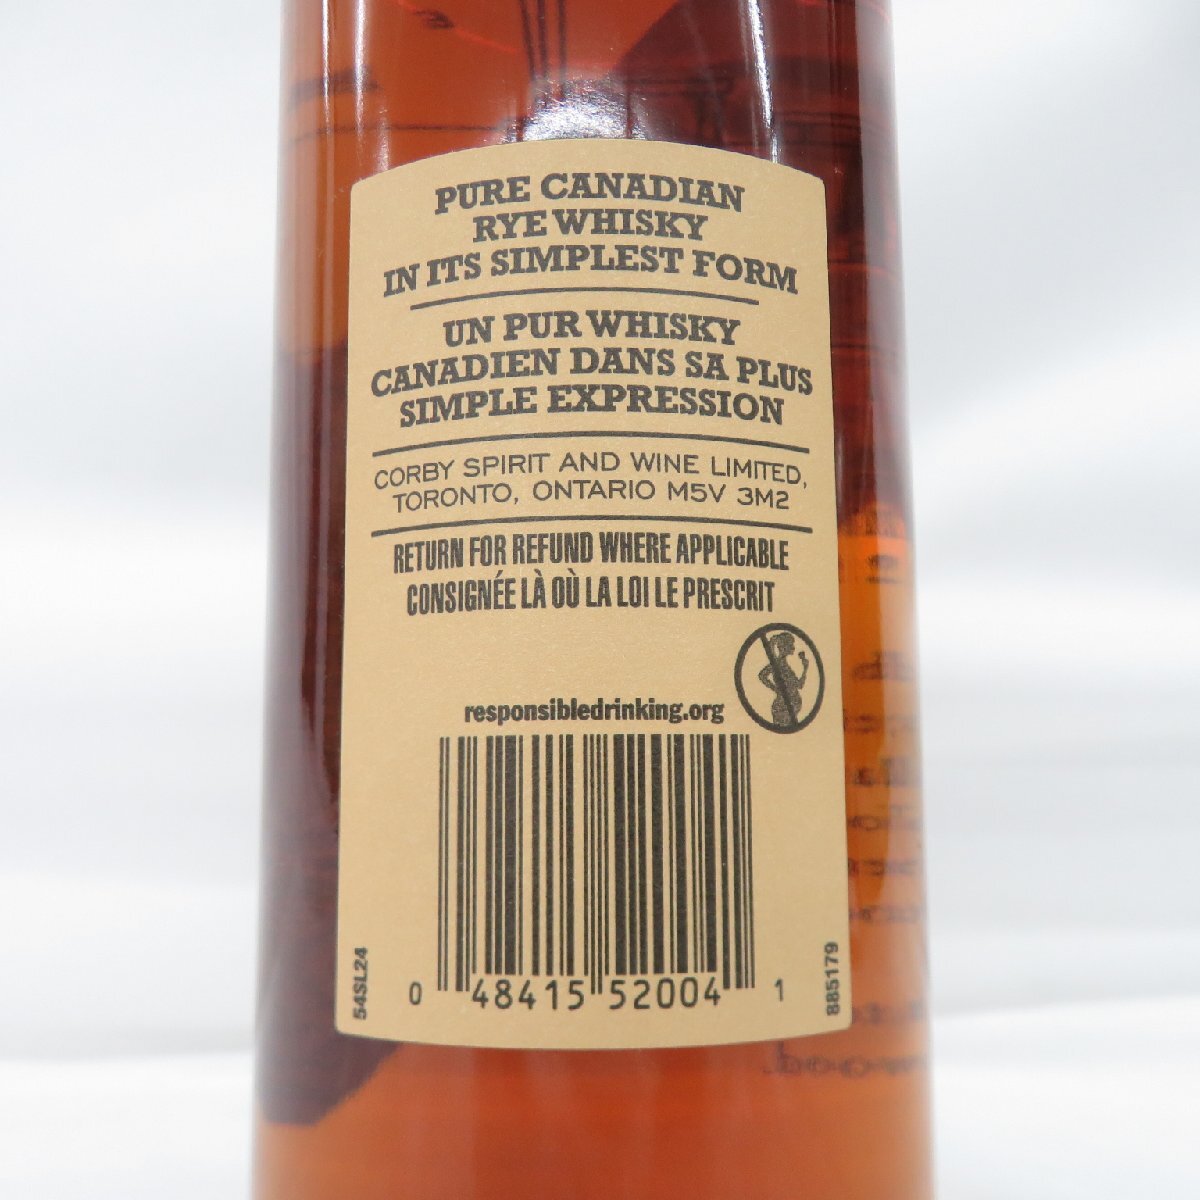 PURE CANADIAN
RYE WHISKY
IN ITS SIMPLEST FORM
UN PUR WHISKY
CANADIEN DANS SA PLUS
SIMPLE EXPRESSION
CORBY SPIRIT AND WINE LIMITED,
TORONTO, ONTARIO M5V 3M2
RETURN FOR REFUND WHERE APPLICABLE
CONSIGNÉE LÀ OÙ LA LOI LE PRESCRIT
responsibledrinking.org
54SL24
0 48415 52004 1
885179